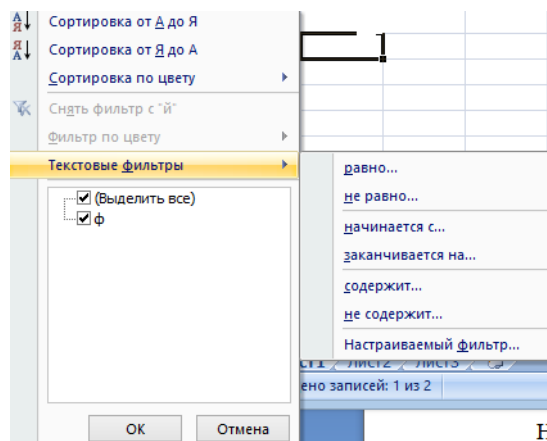 Сортировка от А до Я
Сортировка от Я до А
Сортировка по цвету
Снять фильтр с "й"
Фильтр по цвету
Текстовые фильтры
(Выделить все)
ф
ОК
Отмена
равно...
не равно...
начинается с...
заканчивается на...
содержит...
не содержит...
Настраиваемый фильтр...
Лист2 Лист3
ено записей: 1 из 2